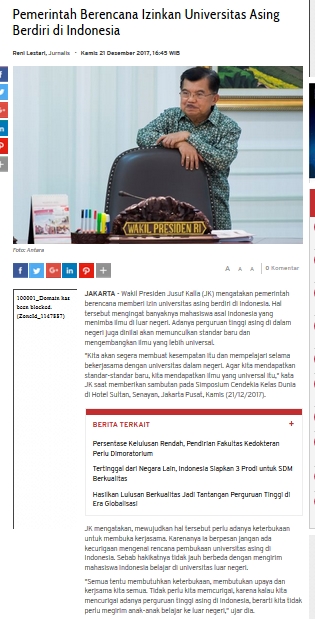 Pemerintah Berencana Izinkan Universitas Asing
Berdiri di Indonesia
Reni Lestari, Jurnalis - Kamis 21 Desember 2017, 16:45 WIB
WAKIL PRESIDEN RI
Foto: Antara
A A A 0 Komentar
100001_Domain has
been blocked.
(ZoneId_1147887)
JAKARTA - Wakil Presiden Jusuf Kalla (JK) mengatakan pemerintah
berencana memberi izin universitas asing berdiri di Indonesia. Hal
tersebut mengingat banyaknya mahasiswa asal Indonesia yang
menimba ilmu di luar negeri. Adanya perguruan tinggi asing di dalam
negeri juga dinilai akan memunculkan standar baru dan
mengembangkan ilmu yang lebih universal.
"Kita akan segera membuat kesempatan itu dan mempelajari selama
bekerjasama dengan universitas dalam negeri. Agar kita mendapatkan
standar-standar baru, kita mendapatkan ilmu yang universal itu," kata
JK saat memberikan sambutan pada Simposium Cendekia Kelas Dunia
di Hotel Sultan, Senayan, Jakarta Pusat, Kamis (21/12/2017).
BERITA TERKAIT +
Persentase Kelulusan Rendah, Pendirian Fakultas Kedokteran
Perlu Dimoratorium
Tertinggal dari Negara Lain, Indonesia Siapkan 3 Prodi untuk SDM
Berkualitas
Hasilkan Lulusan Berkualitas Jadi Tantangan Perguruan Tinggi di
Era Globalisasi
JK mengatakan, mewujudkan hal tersebut perlu adanya keterbukaan
untuk membuka kerjasama. Karenanya ia berpesan jangan ada
kecurigaan mengenai rencana pembukaan universitas asing di
Indonesia. Sebab hakikatnya tidak jauh berbeda dengan mengirim
mahasiswa Indonesia belajar di universitas luar negeri.
"Semua tentu membutuhkan keterbukaan, membutukan upaya dan
kerjsama kita semua. Tidak perlu kita mencurigai, karena kalau kita
mencurigai adanya perguruan tinggi asing di Indonesia, berarti kita tidak
perlu megirim anak-anak belajar ke luar negeri," ujar dia.